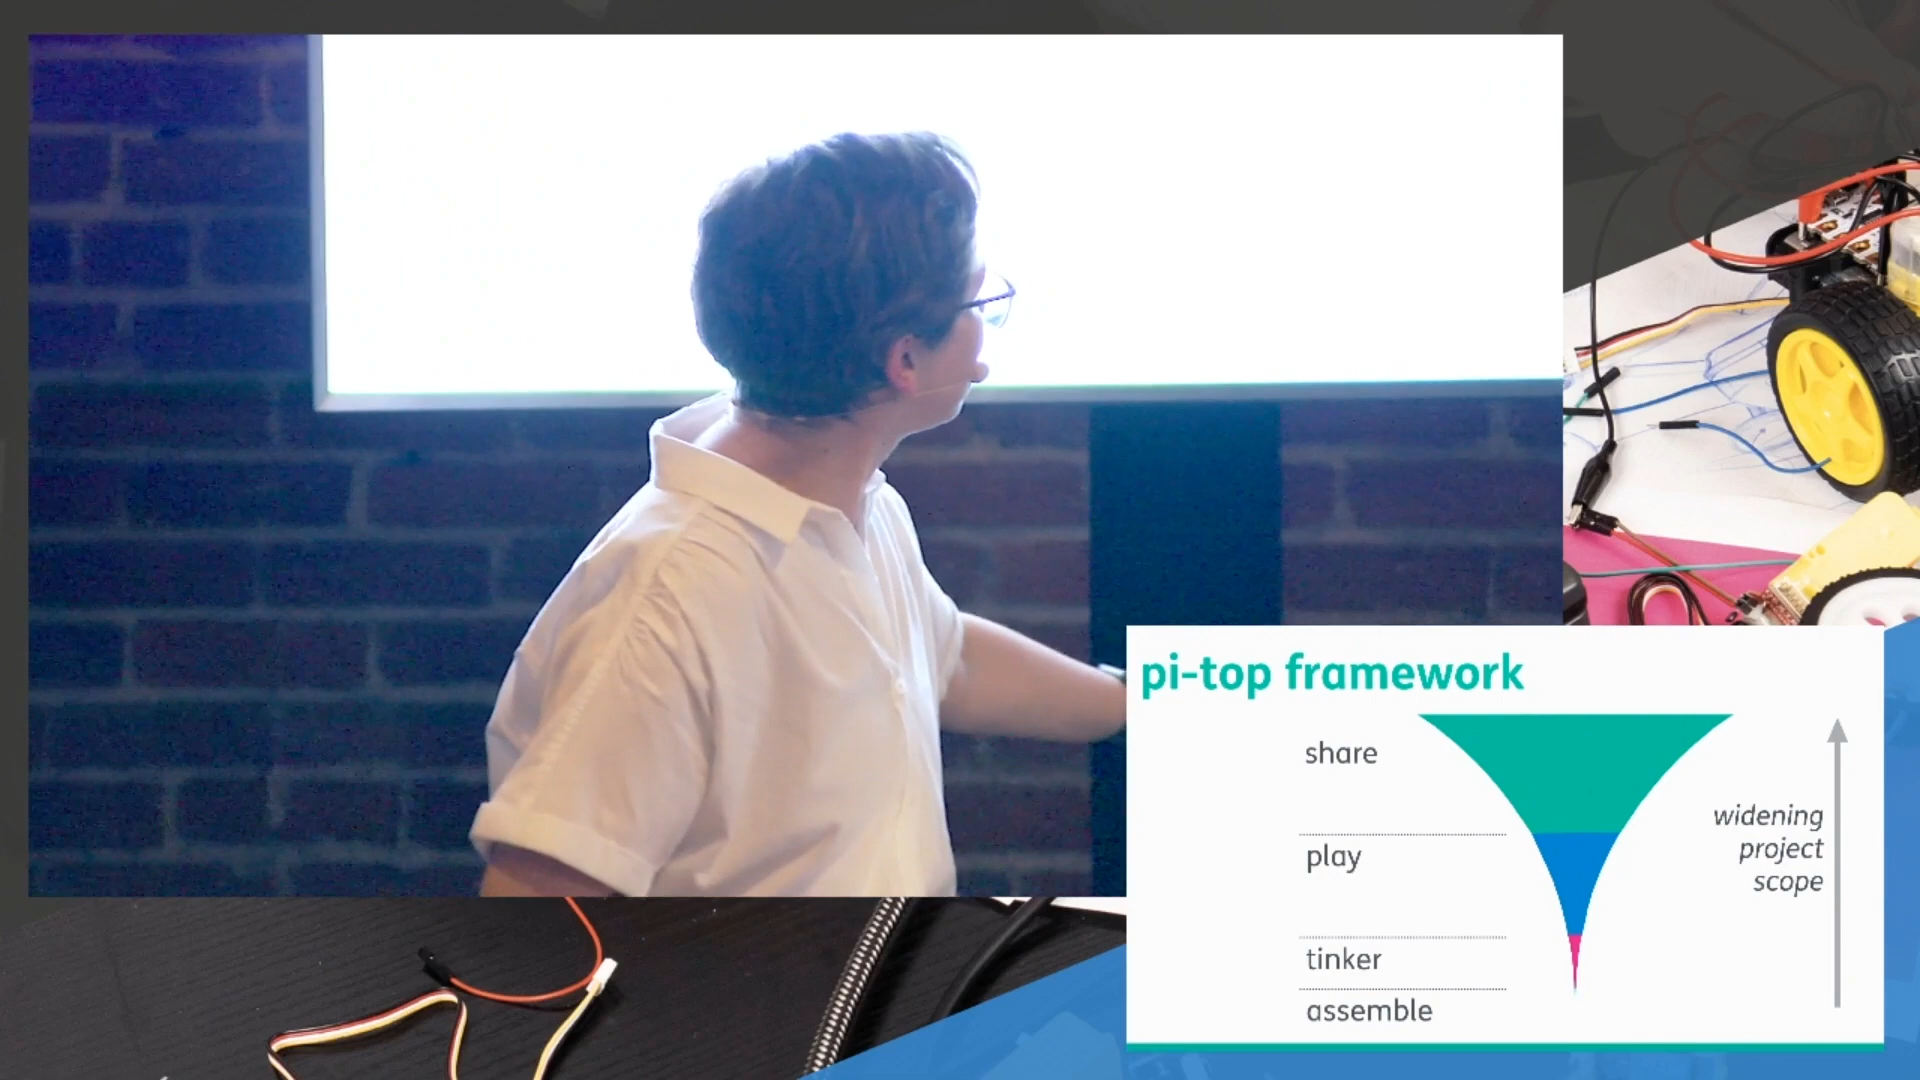 pi-top framework
share
play
tinker
assemble
widening
project
scope